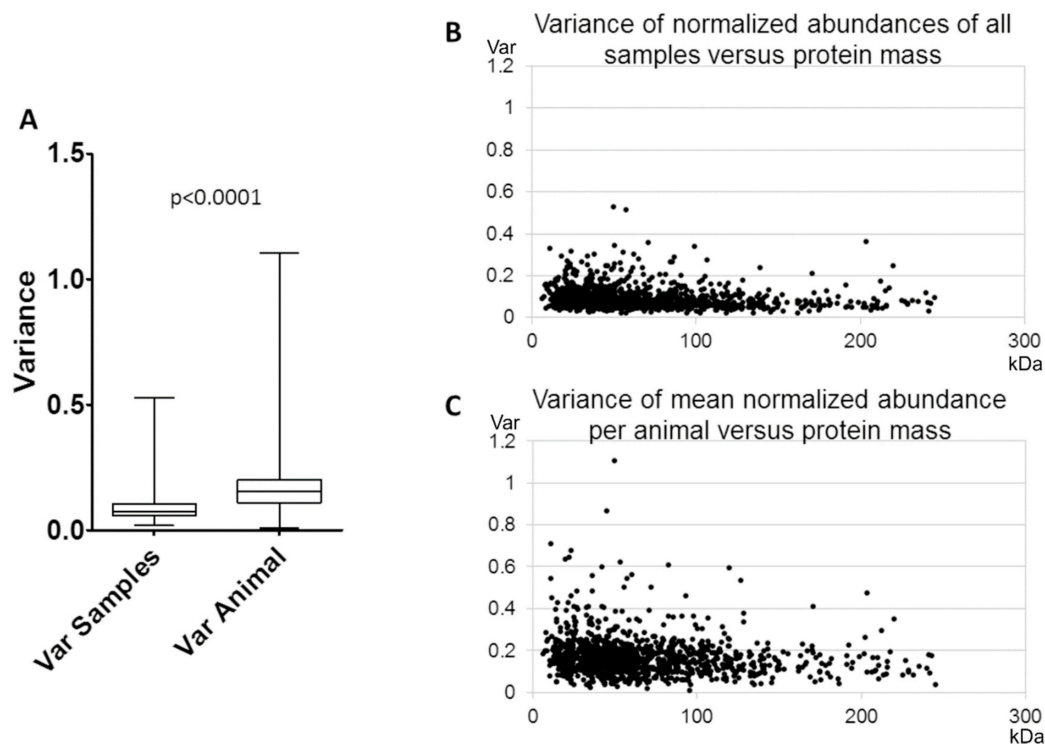 A
1.5
1.0
0.5
0.0
Variance
p<0.0001
Var Samples
Var Animal
B
Variance of normalized abundances of all
samples versus protein mass
Var
1.2
1
0.8
0.6
0.4
0.2
0
0
100
200
300
kDa
C
Variance of mean normalized abundance
per animal versus protein mass
Var
1.2
1
0.8
0.6
0.4
0.2
0
0
100
200
300
kDa